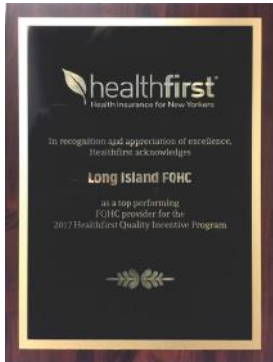 healthfirst
Health Insurance for New Yorkers
In recognition and appreciation of excellence,
Healthfirst acknowledges
Long Island FQHC
as a top performing
FQHC provider for the
2017 Healthfirst Quality Incentive Program